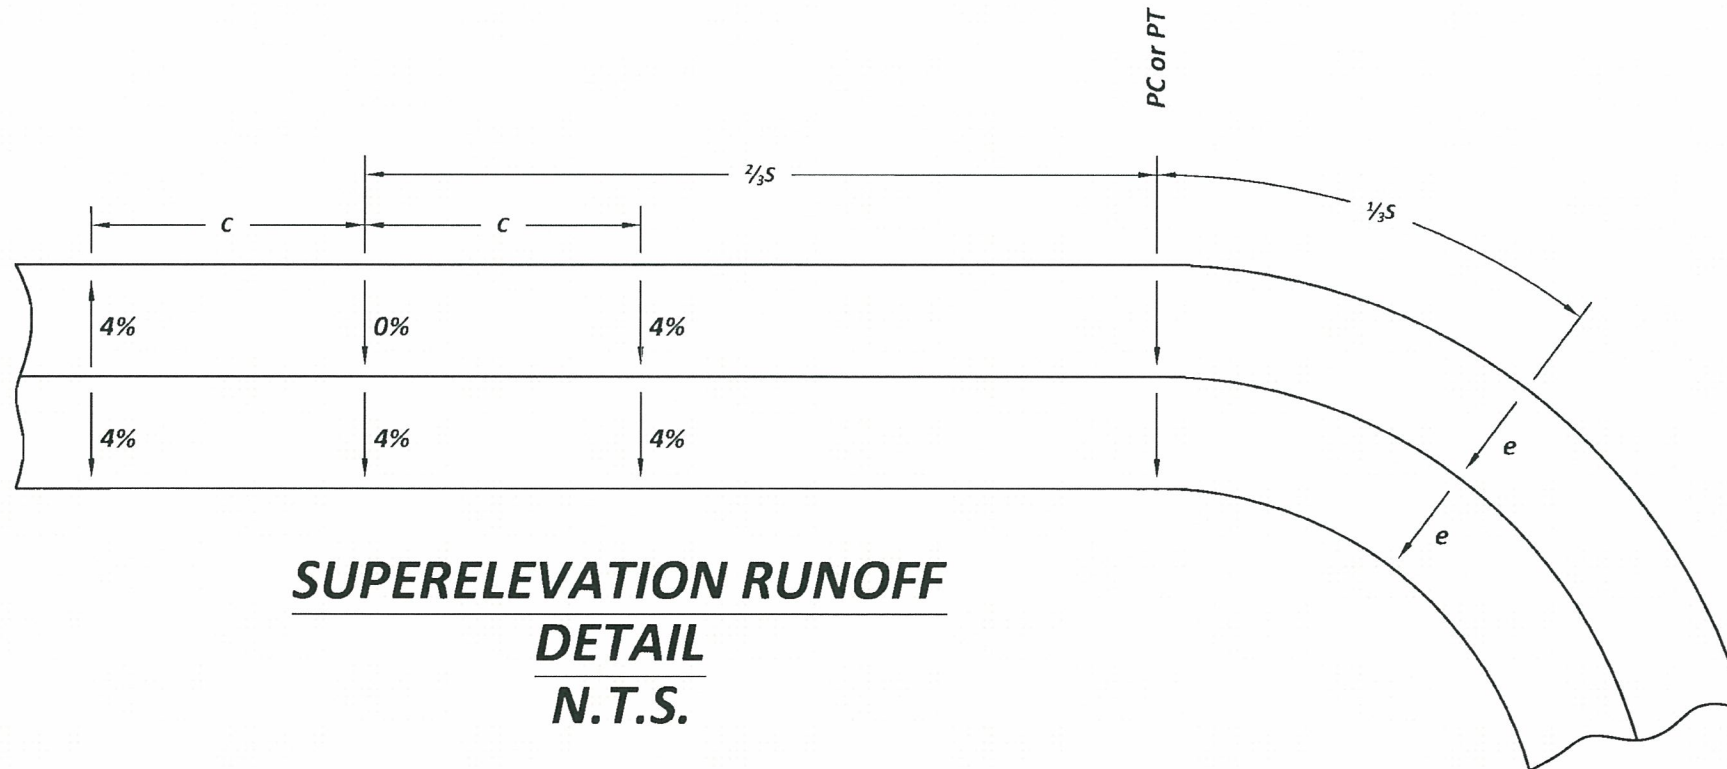 PC or PT
⅔S
⅓S
C
C
4%
0%
4%
4%
4%
4%
e
e
SUPERELEVATION RUNOFF
DETAIL
N.T.S.